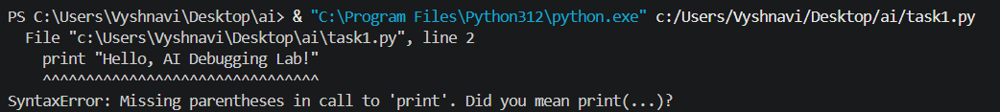 PS C:\Users\Vyshnavi\Desktop\ai> & "C:\Program Files\Python312\python.exe" c:/Users/Vyshnavi/Desktop/ai/task1.py
  File "c:\Users\Vyshnavi\Desktop\ai\task1.py", line 2
    print "Hello, AI Debugging Lab!"
    ^^^^^^^^^^^^^^^^^^^^^^^^^^^^^^^^
SyntaxError: Missing parentheses in call to 'print'. Did you mean print(...)?